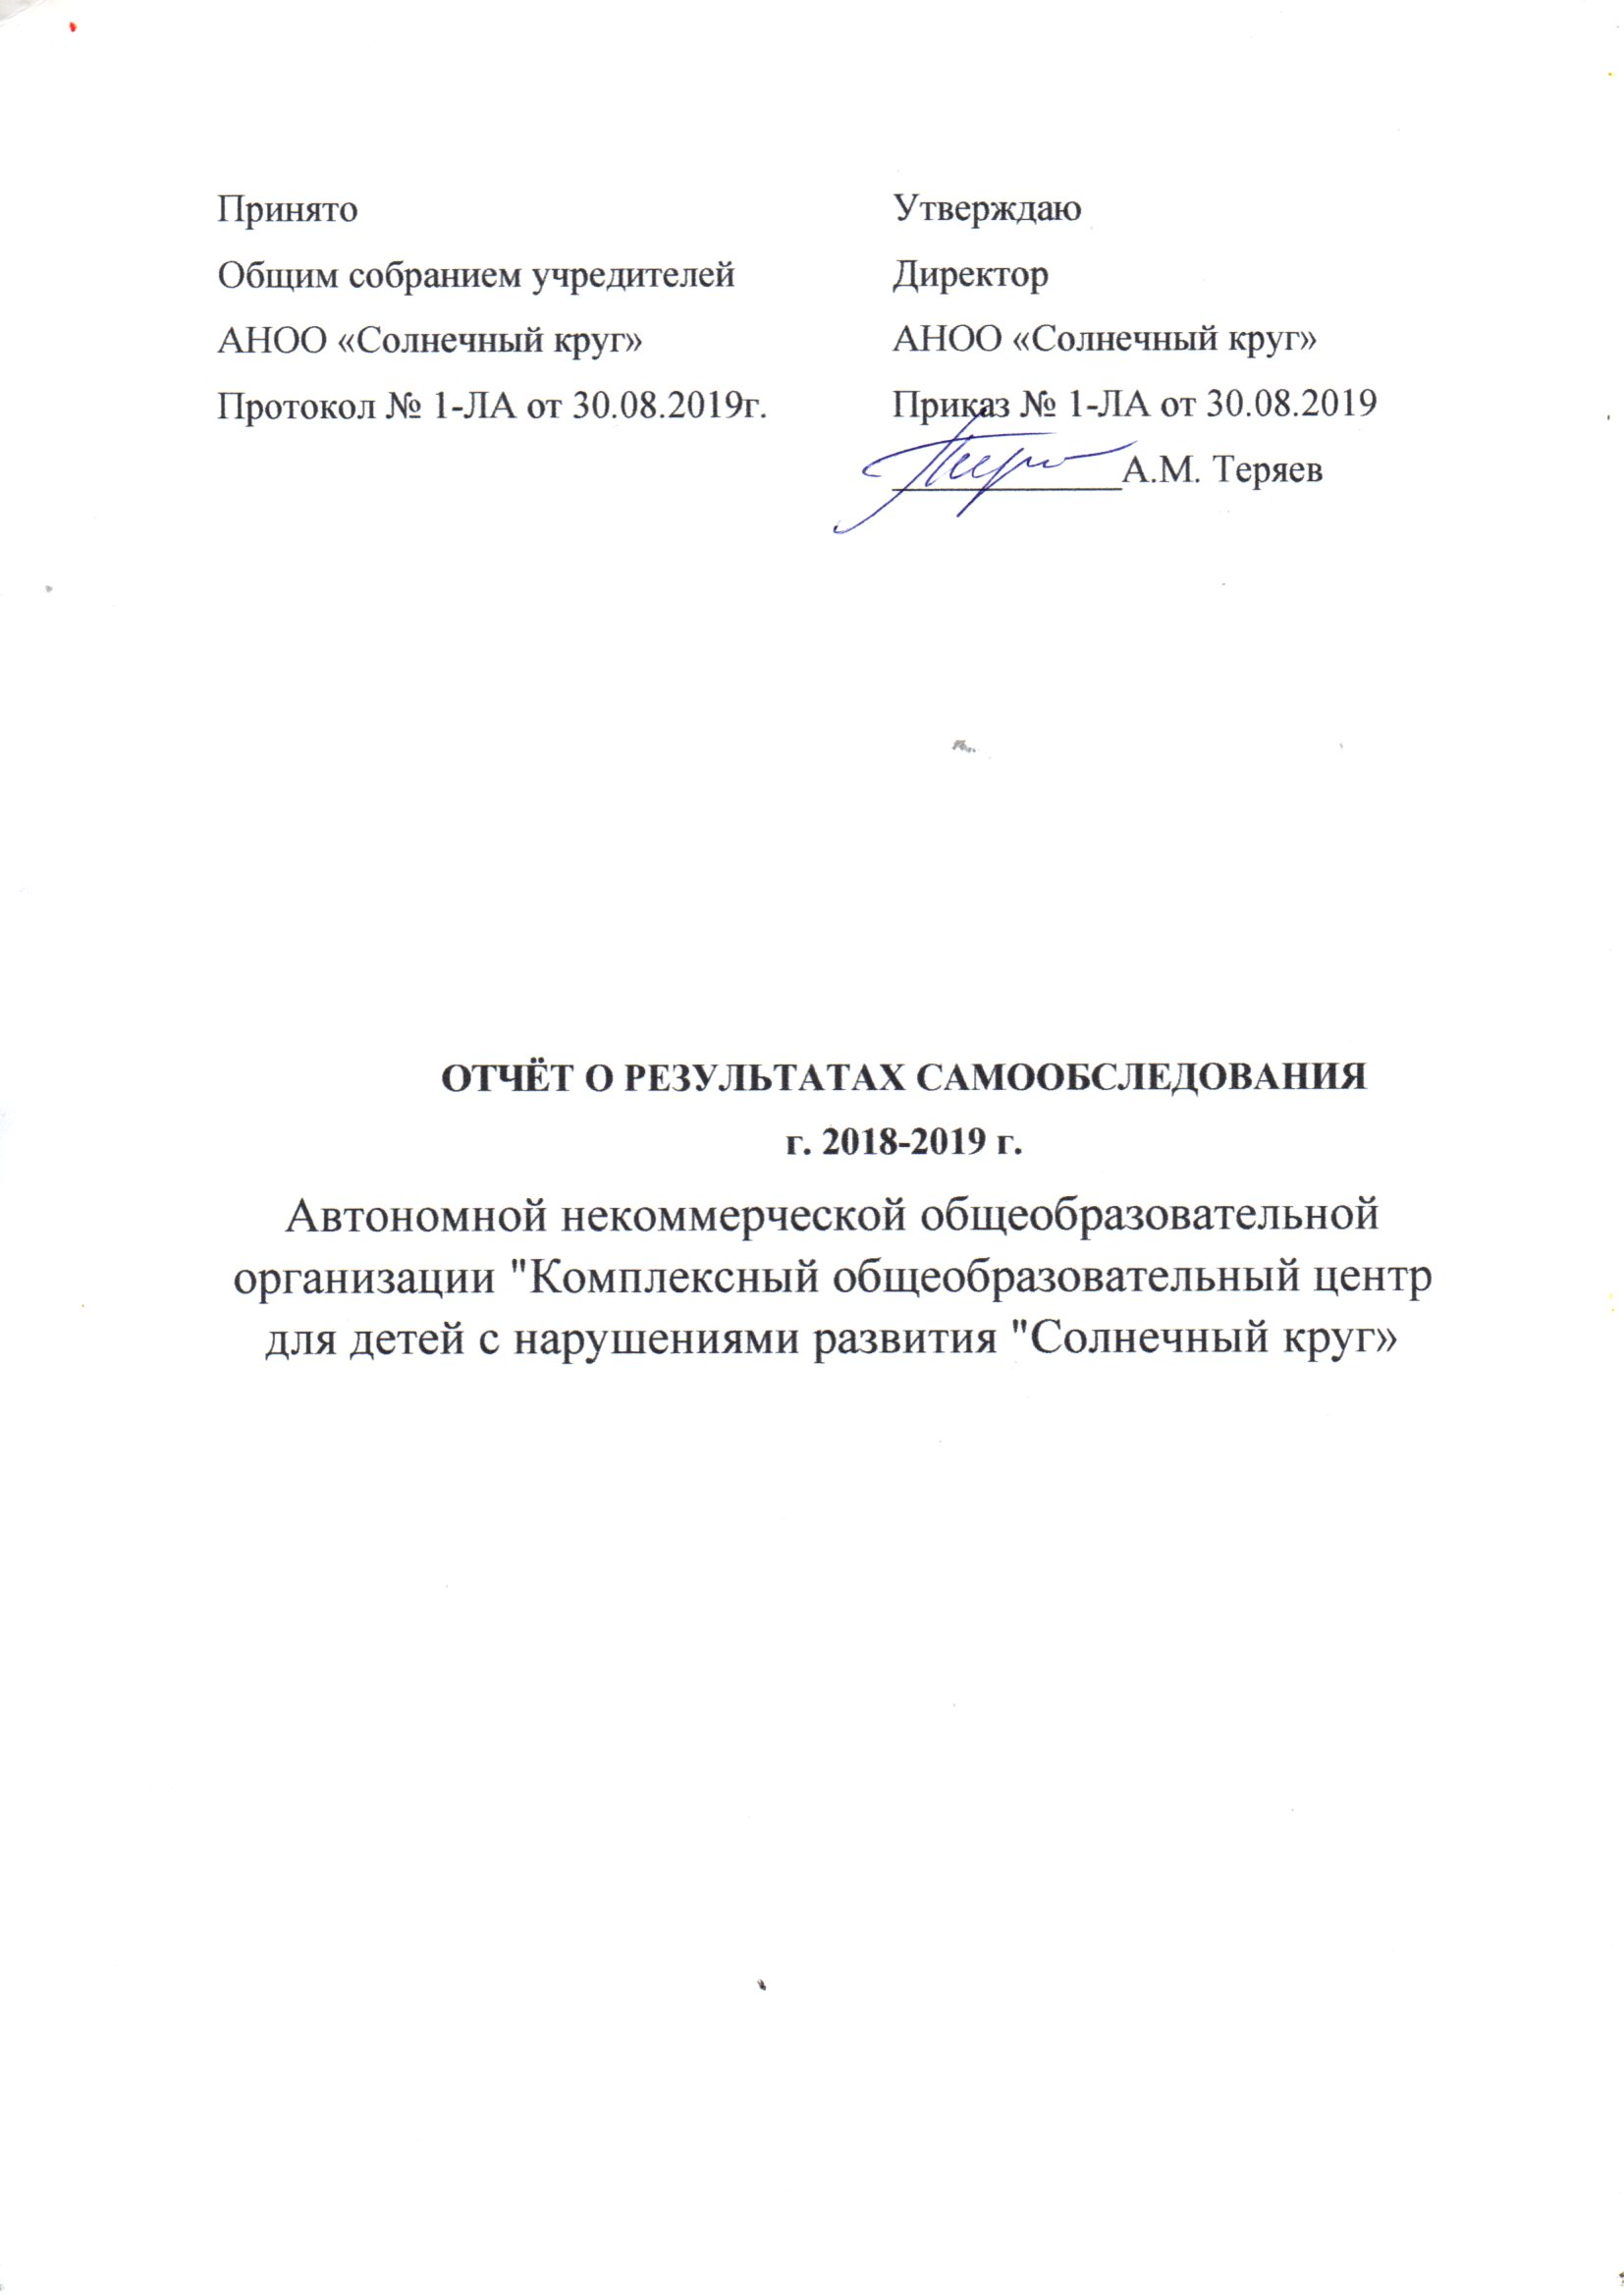 Принято
Общим собранием учредителей
АНОО «Солнечный круг»
Протокол № 1-ЛА от 30.08.2019г.
Утверждаю
Директор
АНОО «Солнечный круг»
Приказ № 1-ЛА от 30.08.2019
____________А.М. Теряев
ОТЧЁТ О РЕЗУЛЬТАТАХ САМООБСЛЕДОВАНИЯ
г. 2018-2019 г.
Автономной некоммерческой общеобразовательной
организации "Комплексный общеобразовательный центр
для детей с нарушениями развития "Солнечный круг»